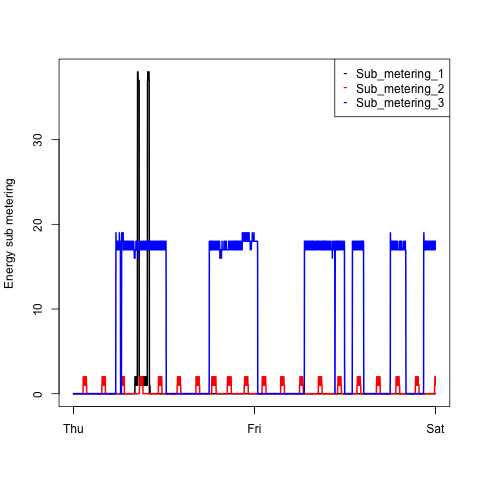 Sub_metering_1
Sub_metering_2
Sub_metering_3
Energy sub metering
30
20
10
0
Thu
Fri
Sat